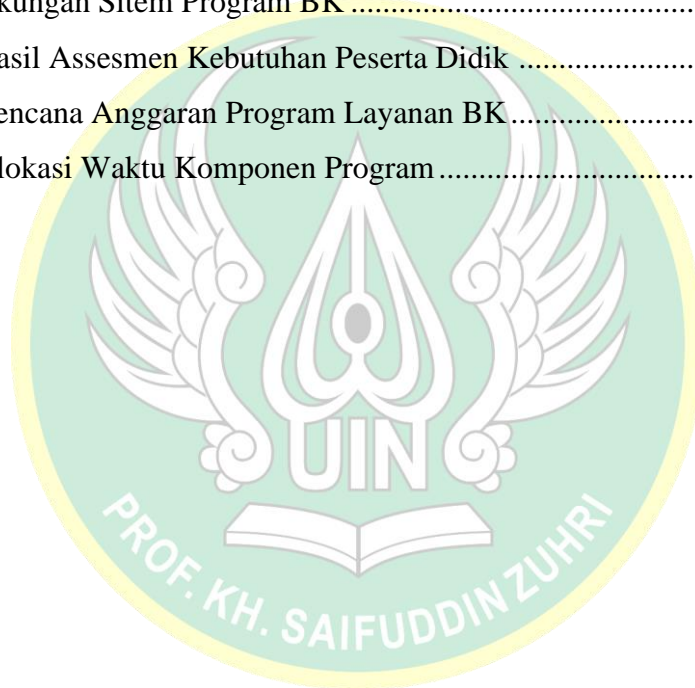 kungan Sitem Program BK .......................................
asil Assesmen Kebutuhan Peserta Didik ....................
encana Anggaran Program Layanan BK .....................
lokasi Waktu Komponen Program .............................
UIN
PROF. KH. SAIFUDDIN ZUHRI